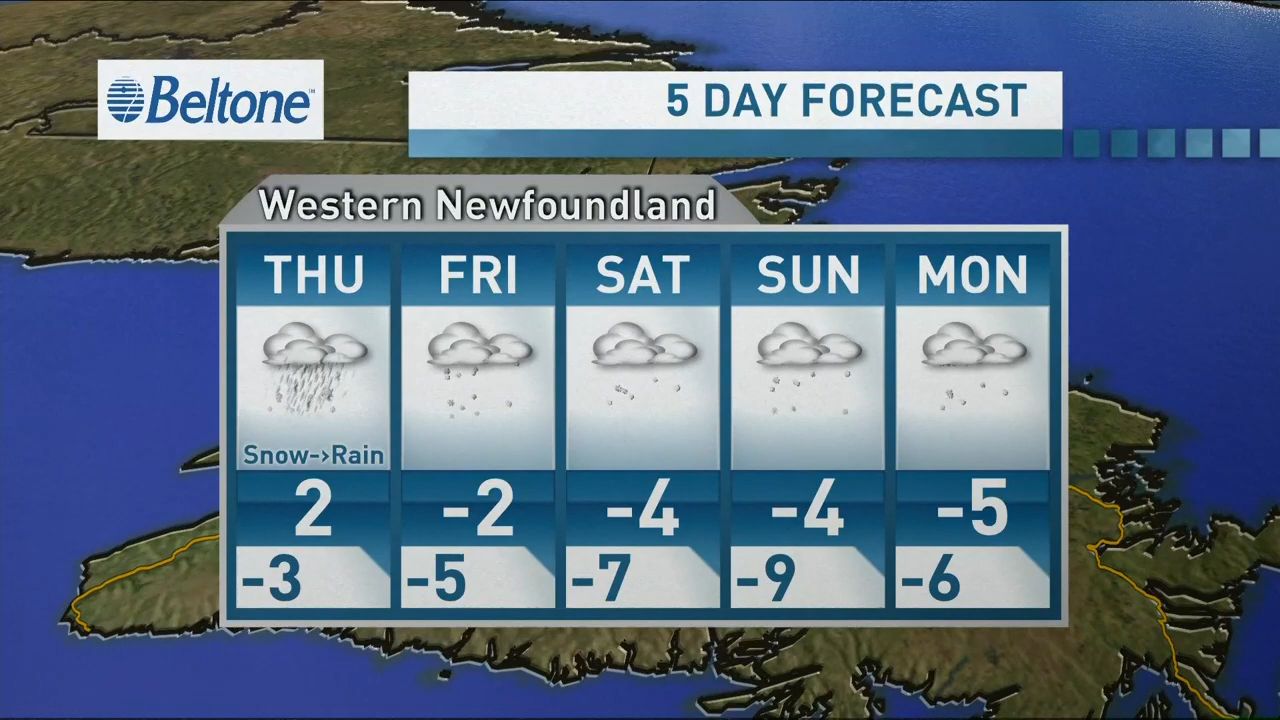 Beltone™
5 DAY FORECAST
Western Newfoundland
THU FRI SAT SUN MON
Snow->Rain
2 -2 -4 -4 -5
-3 -5 -7 -9 -6